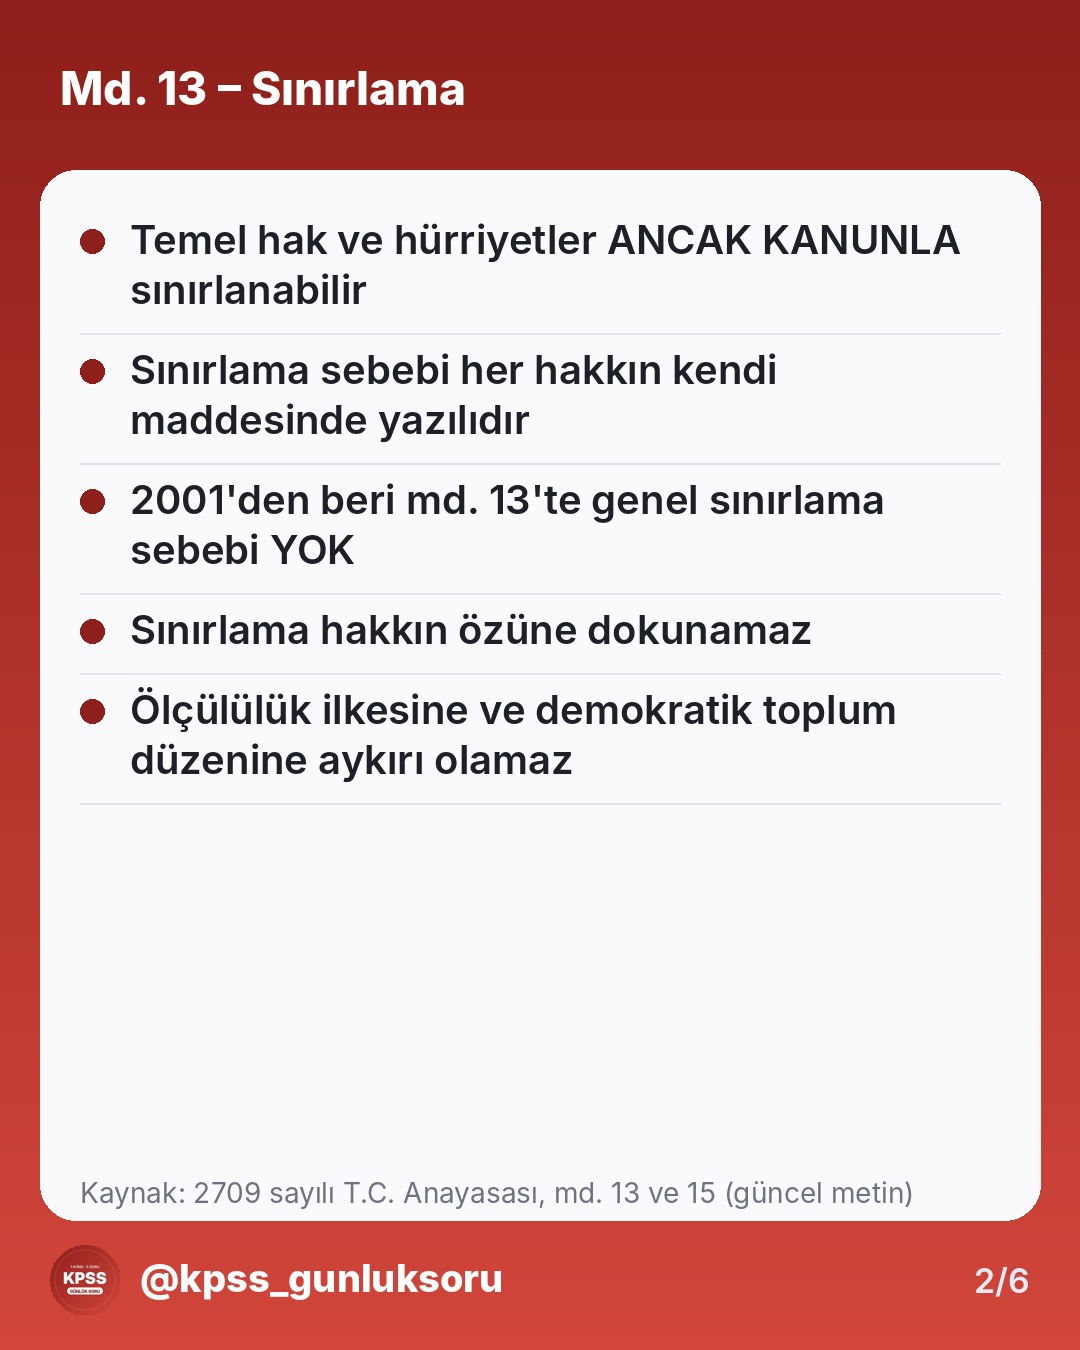 Md. 13 – Sınırlama
Temel hak ve hürriyetler ANCAK KANUNLA
sınırlanabilir
Sınırlama sebebi her hakkın kendi
maddesinde yazılıdır
2001'den beri md. 13'te genel sınırlama
sebebi YOK
Sınırlama hakkın özüne dokunamaz
Ölçülülük ilkesine ve demokratik toplum
düzenine aykırı olamaz
Kaynak: 2709 sayılı T.C. Anayasası, md. 13 ve 15 (güncel metin)
KPSS
GÜNLÜK SORU
@kpss_gunluksoru
2/6